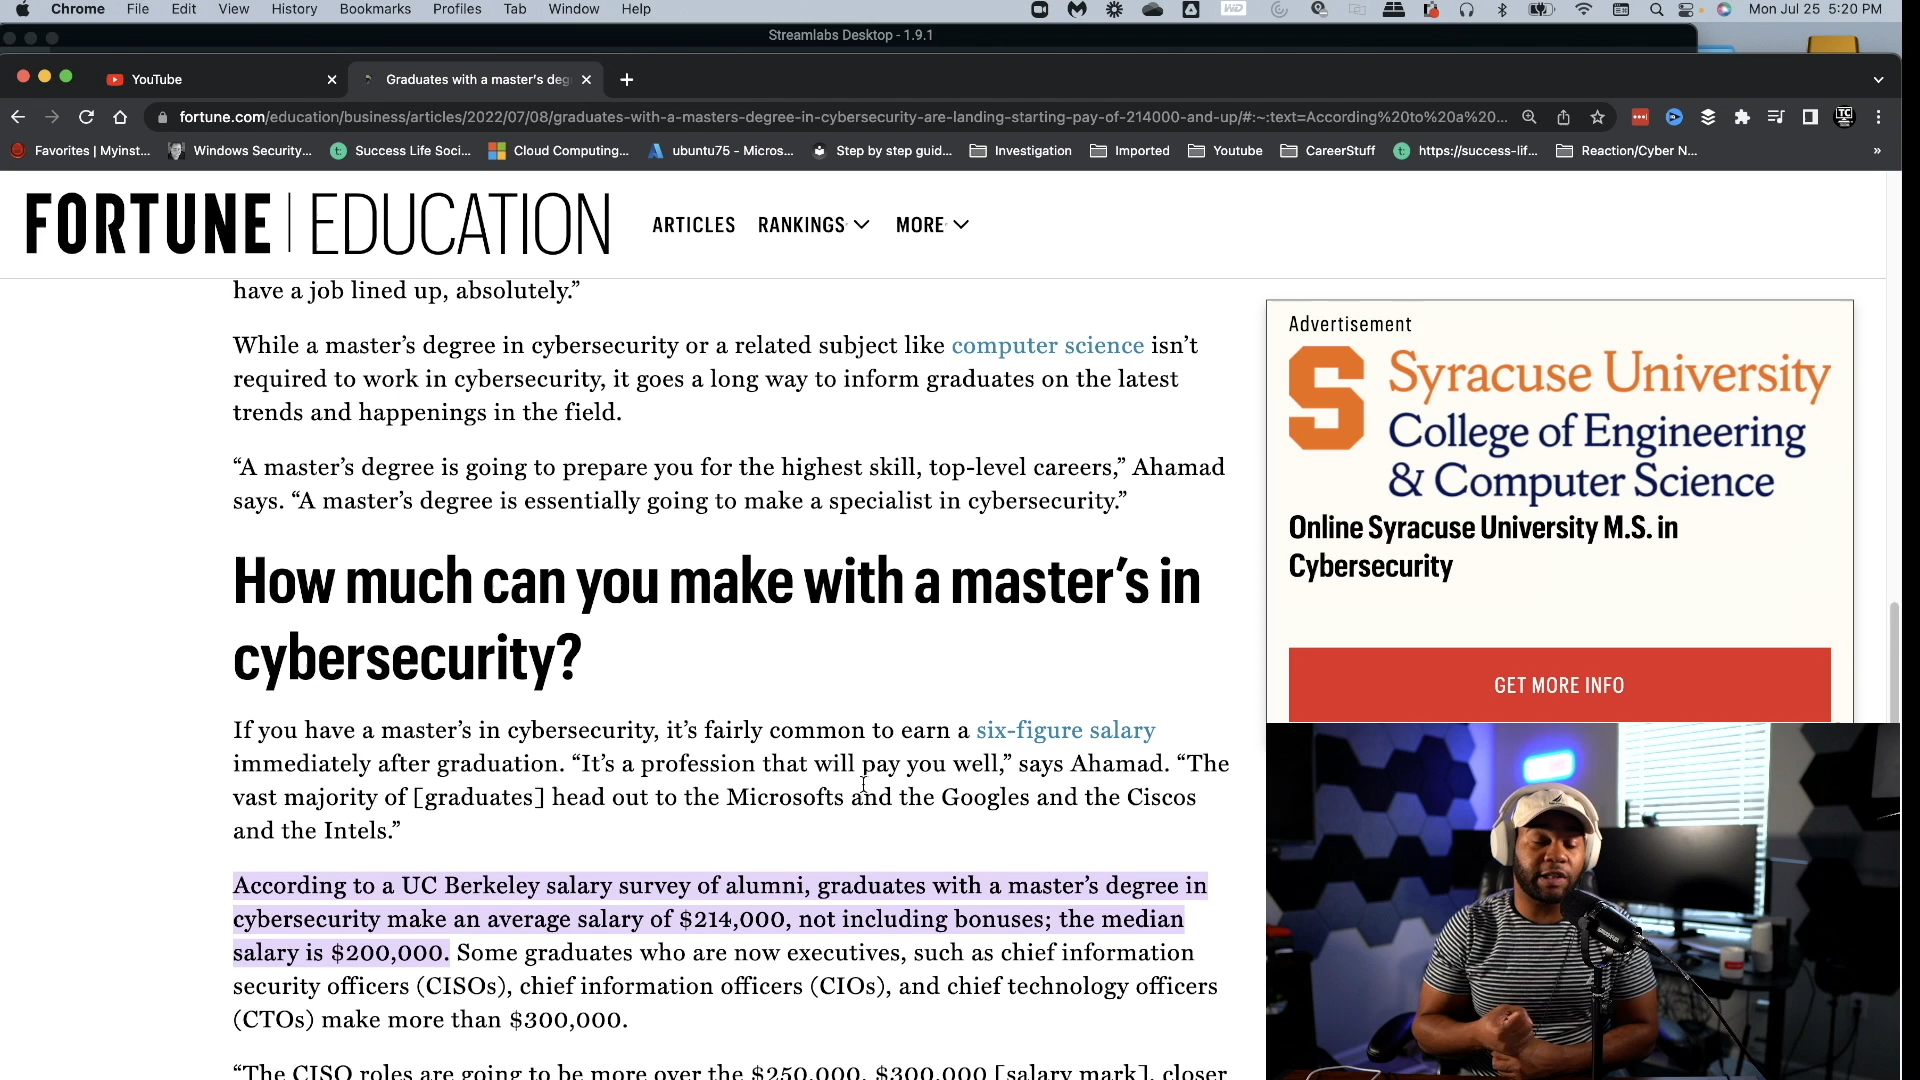 Chrome File Edit View History Bookmarks Profiles Tab Window Help Mon Jul 25 5:20 PM
Streamlabs Desktop - 1.9.1
YouTube Graduates with a master's deg
fortune.com/education/business/articles/2022/07/08/graduates-with-a-masters-degree-in-cybersecurity-are-landing-starting-pay-of-214000-and-up/#:~:text=According%20to%20a%20...
Favorites | Myinst... Windows Security... Success Life Soci... Cloud Computing... ubuntu75 - Micros... Step by step guid... Investigation Imported Youtube CareerStuff https://success-lif... Reaction/Cyber N... »
FORTUNE | EDUCATION ARTICLES RANKINGS MORE
have a job lined up, absolutely.”
While a master’s degree in cybersecurity or a related subject like computer science isn’t
required to work in cybersecurity, it goes a long way to inform graduates on the latest
trends and happenings in the field.
“A master’s degree is going to prepare you for the highest skill, top-level careers,” Ahamad
says. “A master’s degree is essentially going to make a specialist in cybersecurity.”
How much can you make with a master’s in
cybersecurity?
If you have a master’s in cybersecurity, it’s fairly common to earn a six-figure salary
immediately after graduation. “It’s a profession that will pay you well,” says Ahamad. “The
vast majority of [graduates] head out to the Microsofts and the Googles and the Ciscos
and the Intels.”
According to a UC Berkeley salary survey of alumni, graduates with a master’s degree in
cybersecurity make an average salary of $214,000, not including bonuses; the median
salary is $200,000. Some graduates who are now executives, such as chief information
security officers (CISOs), chief information officers (CIOs), and chief technology officers
(CTOs) make more than $300,000.
“The CISO roles are going to be more over the $250,000, $300,000 [salary mark], closer
Advertisement
S Syracuse University
College of Engineering
& Computer Science
Online Syracuse University M.S. in
Cybersecurity
GET MORE INFO